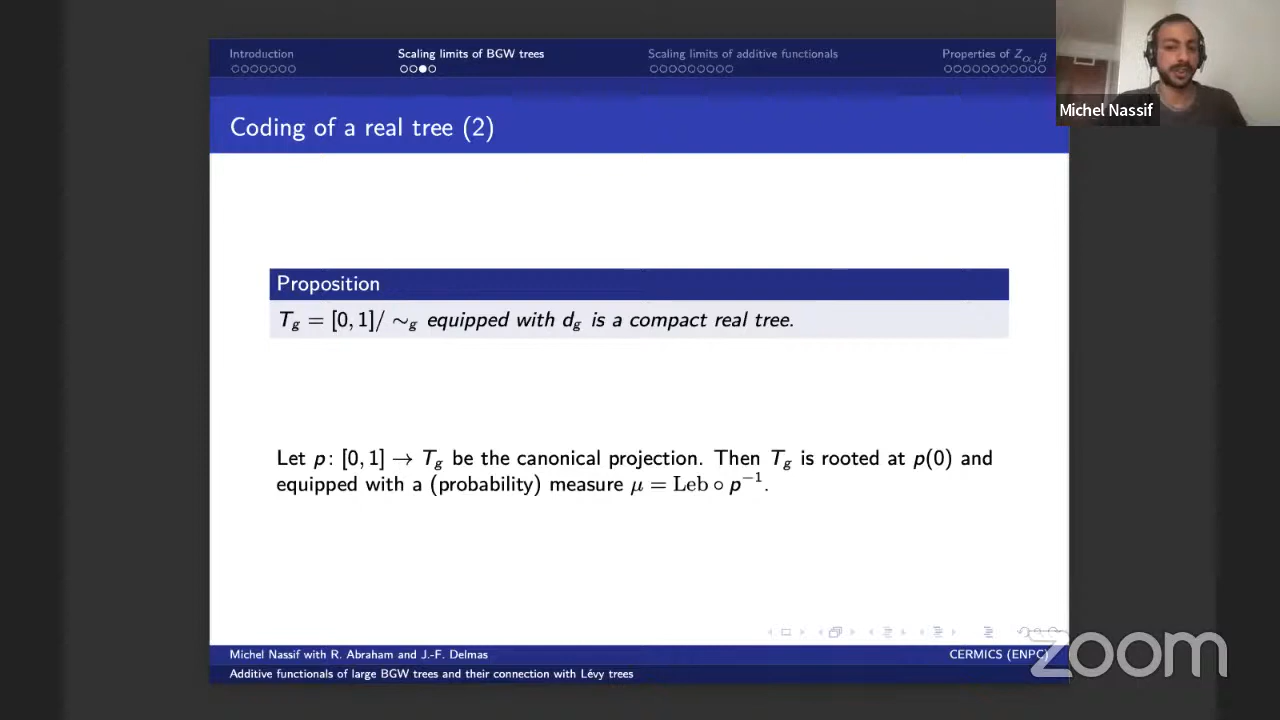 Introduction
Scaling limits of BGW trees
Scaling limits of additive functionals
Properties of Z_{α,β}
Michel Nassif
Coding of a real tree (2)
Proposition
T_g = [0, 1]/ ∼_g equipped with d_g is a compact real tree.
Let p: [0, 1] → T_g be the canonical projection. Then T_g is rooted at p(0) and
equipped with a (probability) measure μ = Leb ∘ p^{-1}.
Michel Nassif with R. Abraham and J.-F. Delmas
CERMICS (ENPC)
Additive functionals of large BGW trees and their connection with Lévy trees
zoom